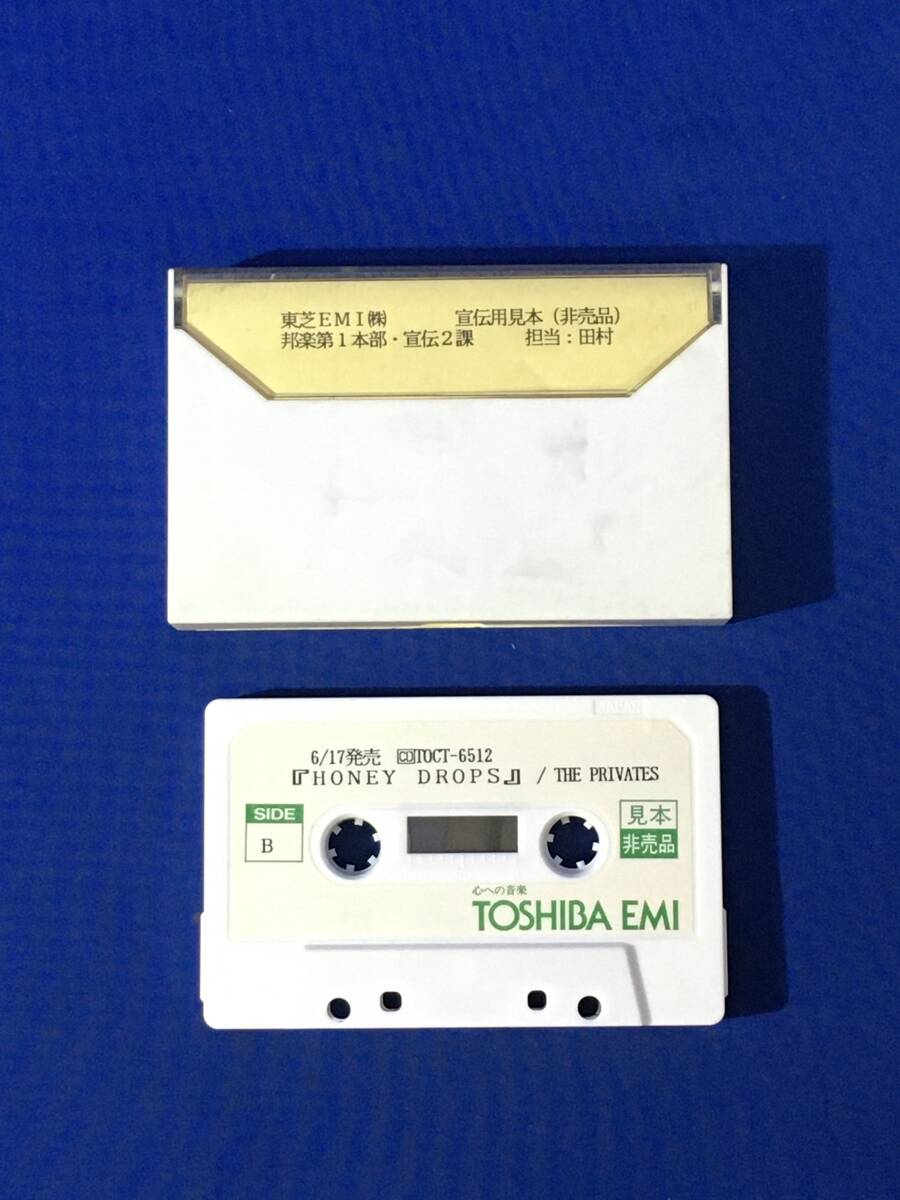 東芝ＥＭＩ㈱　　宣伝用見本（非売品）
邦楽第１本部・宣伝２課　　担当：田村
JAPAN
6/17発売　CD TOCT-6512
『ＨＯＮＥＹ　ＤＲＯＰＳ』 / THE PRIVATES
SIDE
B
見本
非売品
心への音楽
TOSHIBA EMI